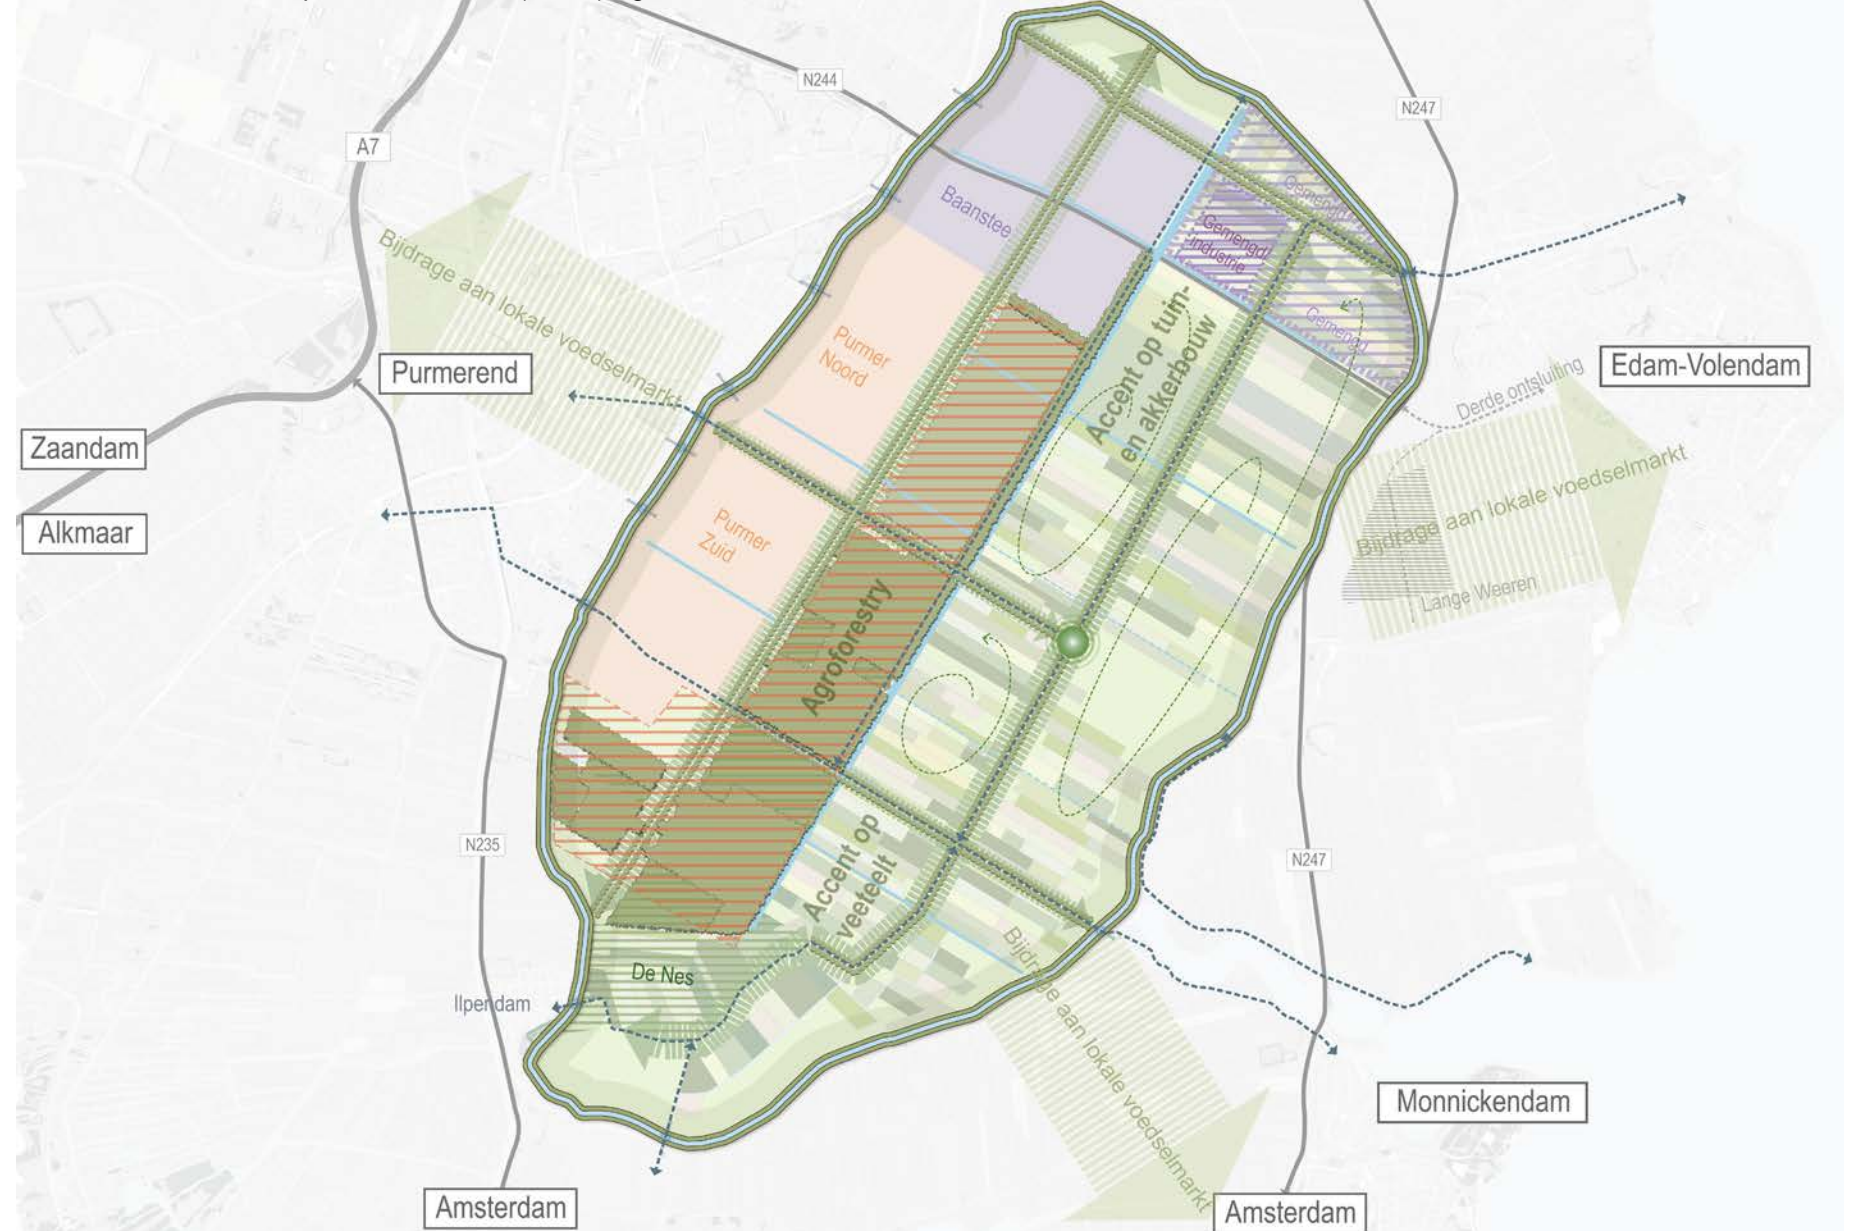 N244
N247
A7
Baanstee
Gemengd
Gemengd/
industrie
Gemengd
Bijdrage aan lokale voedselmarkt
Purmerend
Purmer
Noord
Accent op tuin-
en akkerbouw
Edam-Volendam
Derde ontsluiting
Zaandam
Alkmaar
Purmer
Zuid
Bijdrage aan lokale voedselmarkt
Lange Weeren
Agroforestry
N235
N247
Accent op
veeteelt
De Nes
Ilpendam
Bijdrage aan lokale voedselmarkt
Monnickendam
Amsterdam
Amsterdam